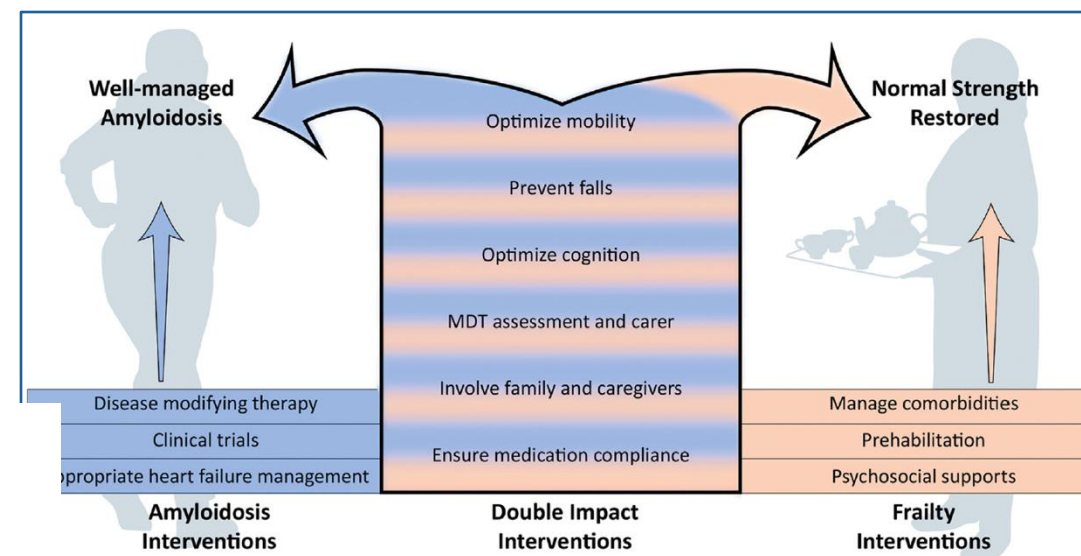 Well-managed
Amyloidosis
Normal Strength
Restored
Optimize mobility
Prevent falls
Optimize cognition
MDT assessment and carer
Involve family and caregivers
Ensure medication compliance
Disease modifying therapy
Clinical trials
heart failure management
Manage comorbidities
Prehabilitation
Psychosocial supports
Amyloidosis
Interventions
Double Impact
Interventions
Frailty
Interventions